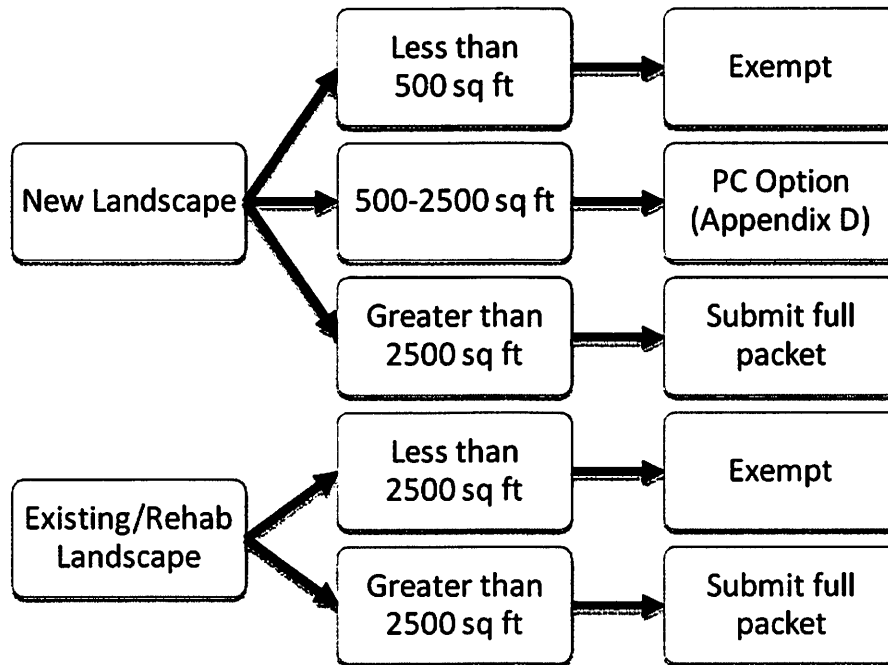 New Landscape
Less than
500 sq ft
Exempt
500-2500 sq ft
PC Option
(Appendix D)
Greater than
2500 sq ft
Submit full
packet
Existing/Rehab
Landscape
Less than
2500 sq ft
Exempt
Greater than
2500 sq ft
Submit full
packet